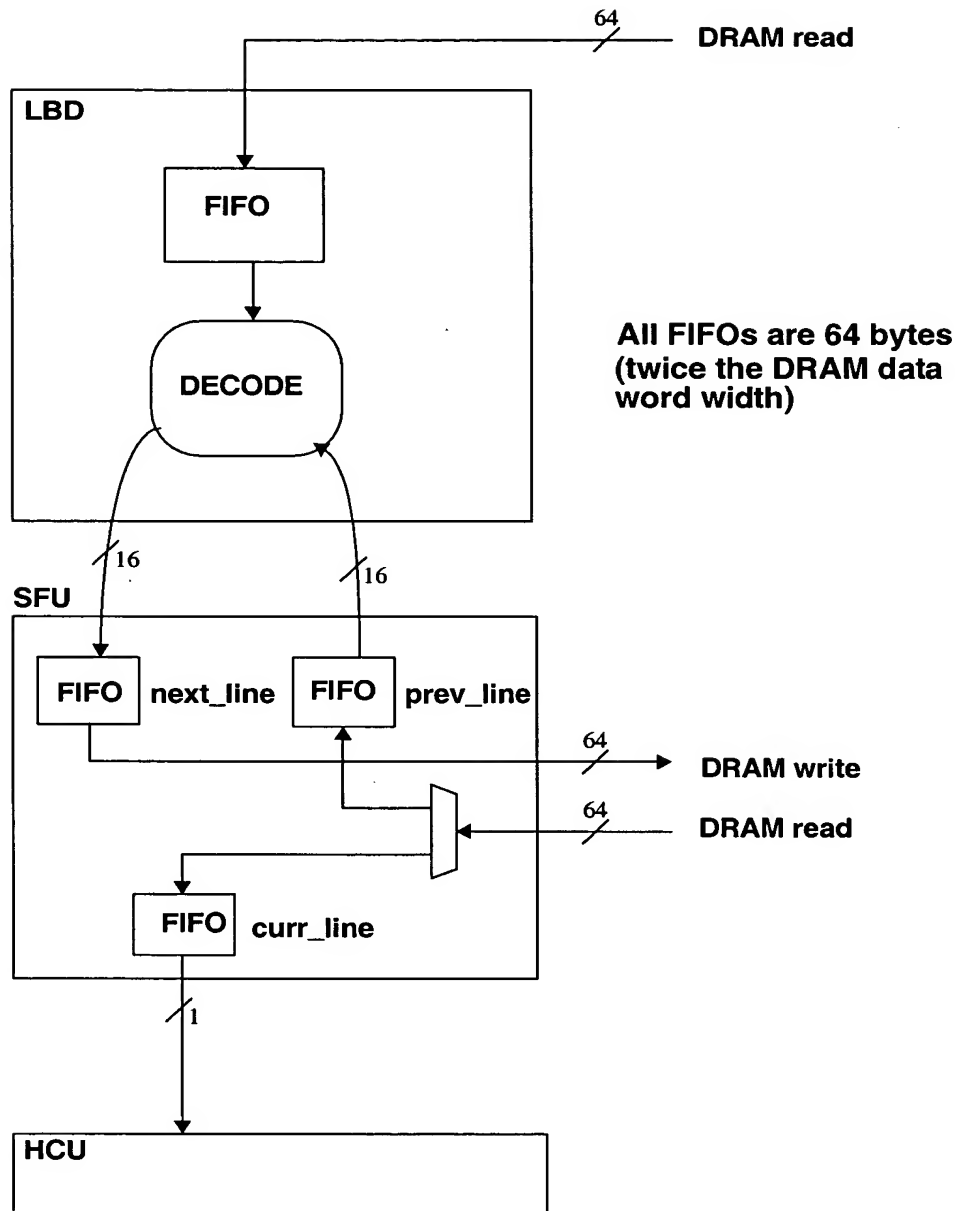 64
DRAM read
LBD
FIFO
DECODE
All FIFOs are 64 bytes
(twice the DRAM data
word width)
16
16
SFU
FIFO
next_line
FIFO
prev_line
64
DRAM write
64
DRAM read
FIFO
curr_line
1
HCU